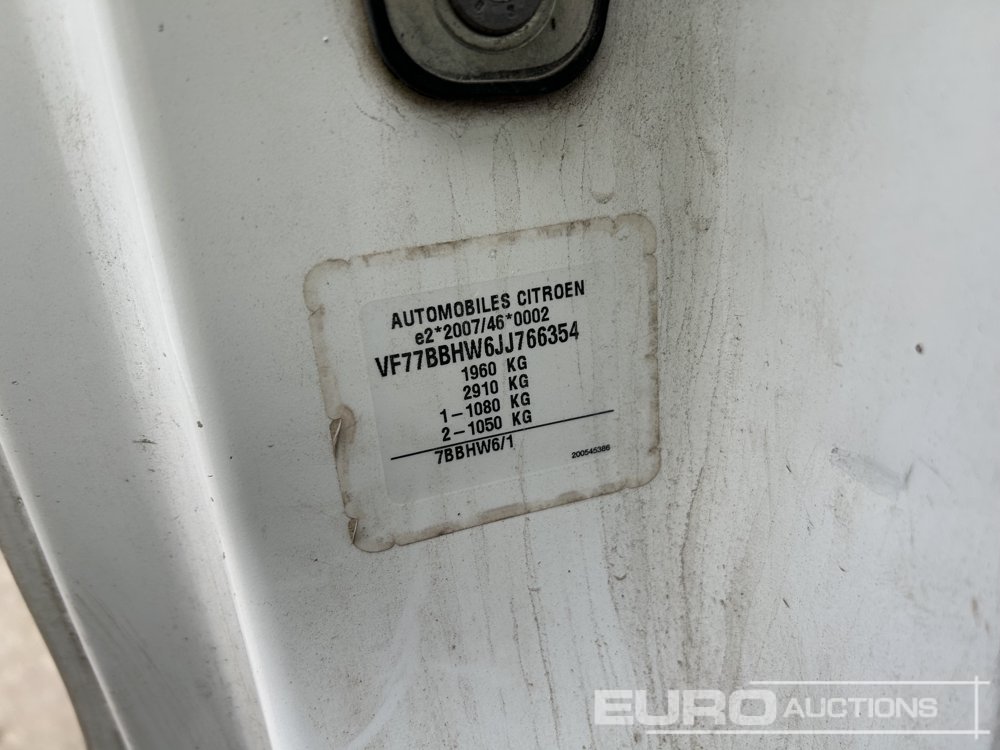 AUTOMOBILES CITROEN
e2*2007/46*0002
VF77BBHW6JJ766354
1960 KG
2910 KG
1-1080 KG
2-1050 KG
7BBHW6/1
200545386
EURO AUCTIONS